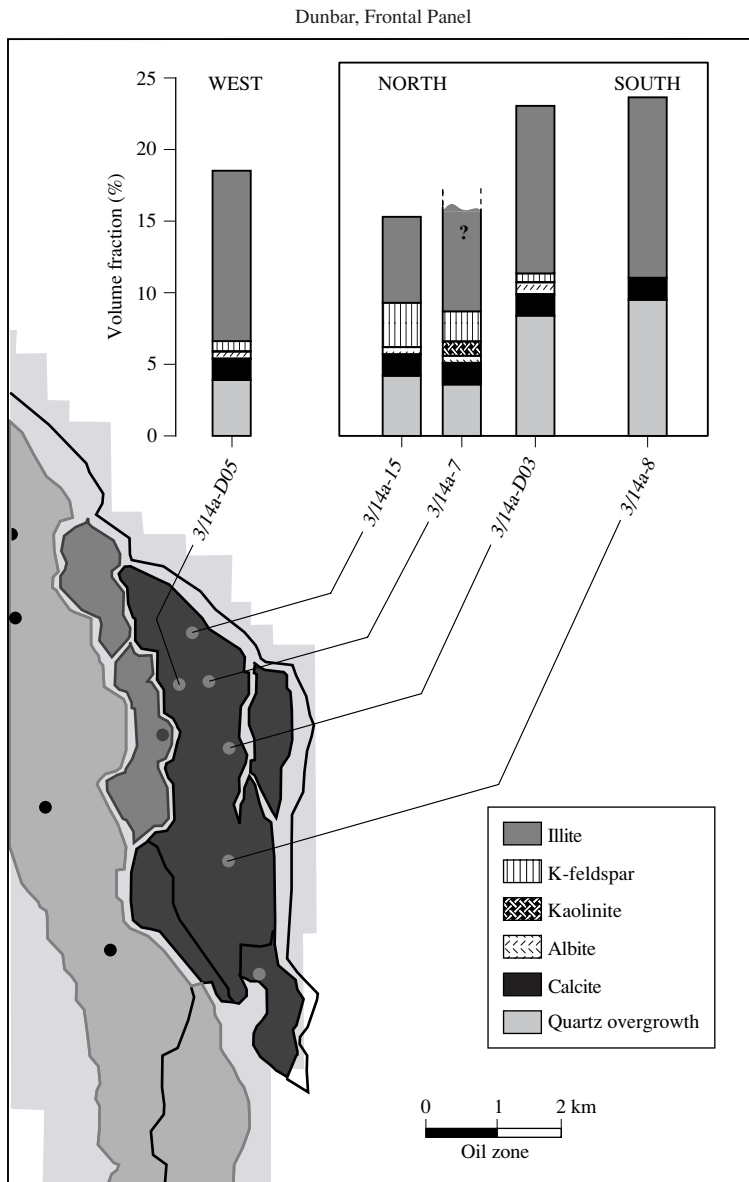 Dunbar, Frontal Panel
WEST
NORTH
SOUTH
Volume fraction (%)
25
20
15
10
5
0
?
3/14a-D05
3/14a-15
3/14a-7
3/14a-D03
3/14a-8
Illite
K-feldspar
Kaolinite
Albite
Calcite
Quartz overgrowth
0 1 2 km
Oil zone